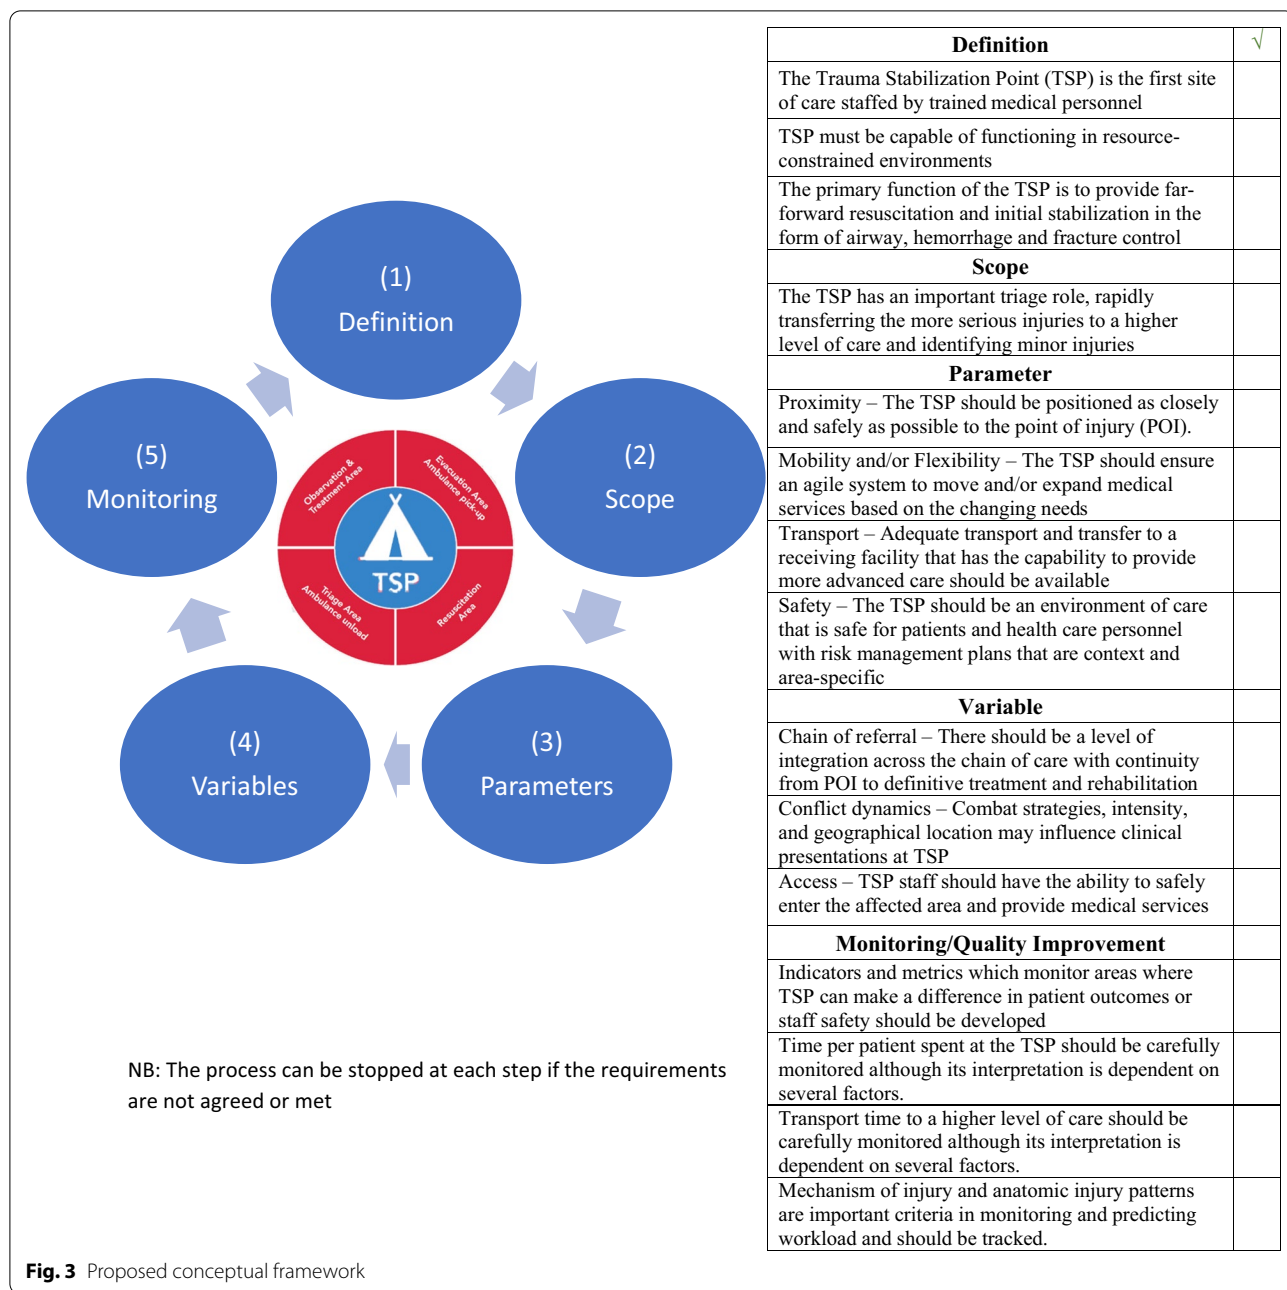 (1)
Definition
(2)
Scope
(3)
Parameters
(4)
Variables
(5)
Monitoring
Observation &
Treatment Area
Evacuation Area
Ambulance pick-up
Triage Area
Ambulance unload
Resuscitation
Area
TSP
NB: The process can be stopped at each step if the requirements
are not agreed or met
Definition √
The Trauma Stabilization Point (TSP) is the first site
of care staffed by trained medical personnel
TSP must be capable of functioning in resource-
constrained environments
The primary function of the TSP is to provide far-
forward resuscitation and initial stabilization in the
form of airway, hemorrhage and fracture control
Scope
The TSP has an important triage role, rapidly
transferring the more serious injuries to a higher
level of care and identifying minor injuries
Parameter
Proximity – The TSP should be positioned as closely
and safely as possible to the point of injury (POI).
Mobility and/or Flexibility – The TSP should ensure
an agile system to move and/or expand medical
services based on the changing needs
Transport – Adequate transport and transfer to a
receiving facility that has the capability to provide
more advanced care should be available
Safety – The TSP should be an environment of care
that is safe for patients and health care personnel
with risk management plans that are context and
area-specific
Variable
Chain of referral – There should be a level of
integration across the chain of care with continuity
from POI to definitive treatment and rehabilitation
Conflict dynamics – Combat strategies, intensity,
and geographical location may influence clinical
presentations at TSP
Access – TSP staff should have the ability to safely
enter the affected area and provide medical services
Monitoring/Quality Improvement
Indicators and metrics which monitor areas where
TSP can make a difference in patient outcomes or
staff safety should be developed
Time per patient spent at the TSP should be carefully
monitored although its interpretation is dependent on
several factors.
Transport time to a higher level of care should be
carefully monitored although its interpretation is
dependent on several factors.
Mechanism of injury and anatomic injury patterns
are important criteria in monitoring and predicting
workload and should be tracked.
Fig. 3 Proposed conceptual framework